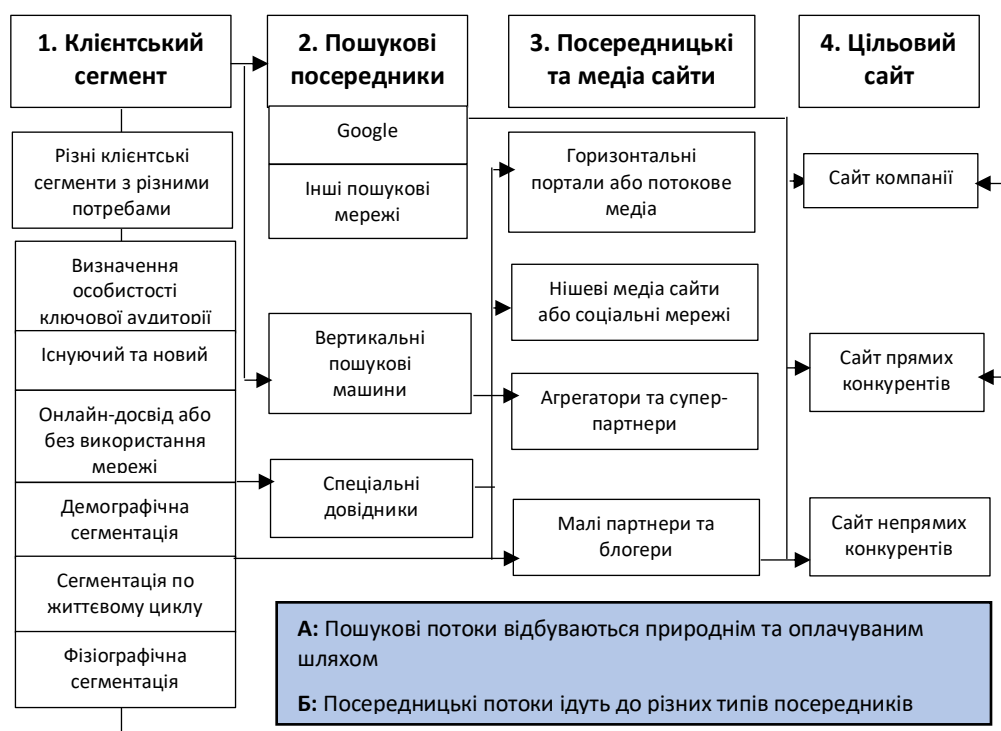 1. Клієнтський
сегмент
Різні клієнтські
сегменти з різними
потребами
Визначення
особистості
ключової аудиторії
Існуючий та новий
Онлайн-досвід або
без використання
мережі
Демографічна
сегментація
Сегментація по
життєвому циклу
Фізіографічна
сегментація
2. Пошукові
посередники
Google
Інші пошукові
мережі
Вертикальні
пошукові
машини
Спеціальні
довідники
3. Посередницькі
та медіа сайти
Горизонтальні
портали або потокове
медіа
Нішеві медіа сайти
або соціальні мережі
Агрегатори та супер-
партнери
Малі партнери та
блогери
4. Цільовий
сайт
Сайт компанії
Сайт прямих
конкурентів
Сайт непрямих
конкурентів
А: Пошукові потоки відбуваються природнім та оплачуваним
шляхом
Б: Посередницькі потоки ідуть до різних типів посередників